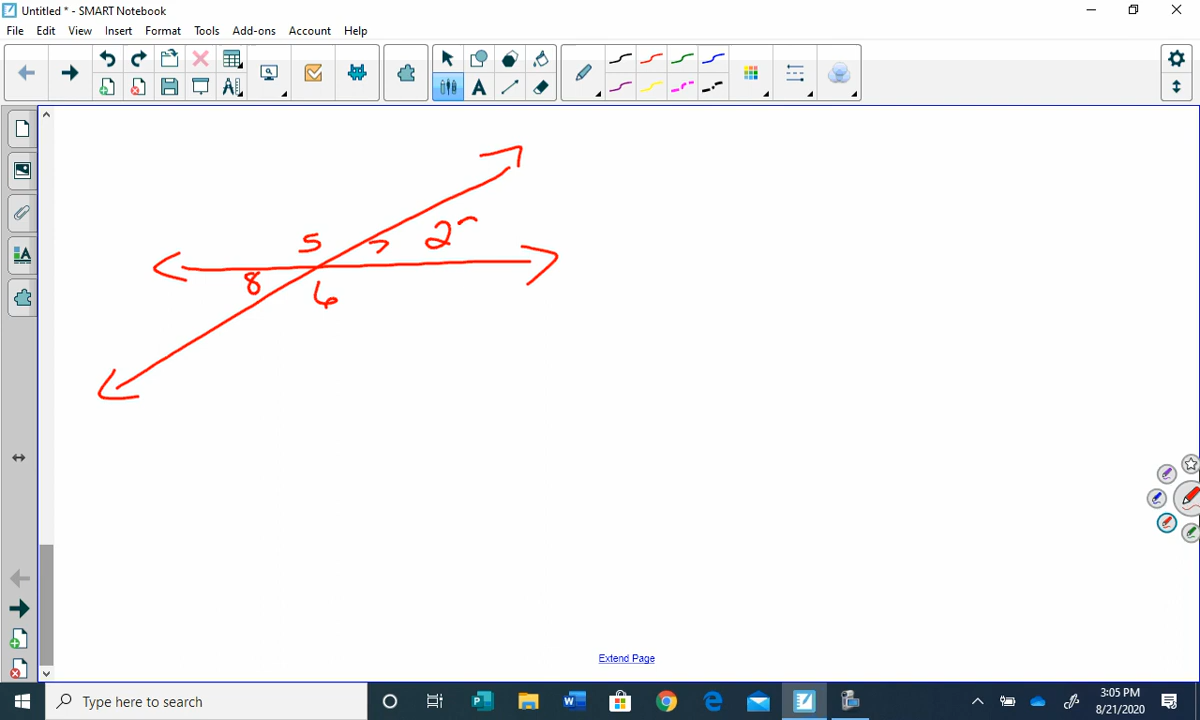 Untitled * - SMART Notebook
File Edit View Insert Format Tools Add-ons Account Help
5
7
2
8
6
Extend Page
Type here to search
3:05 PM
8/21/2020